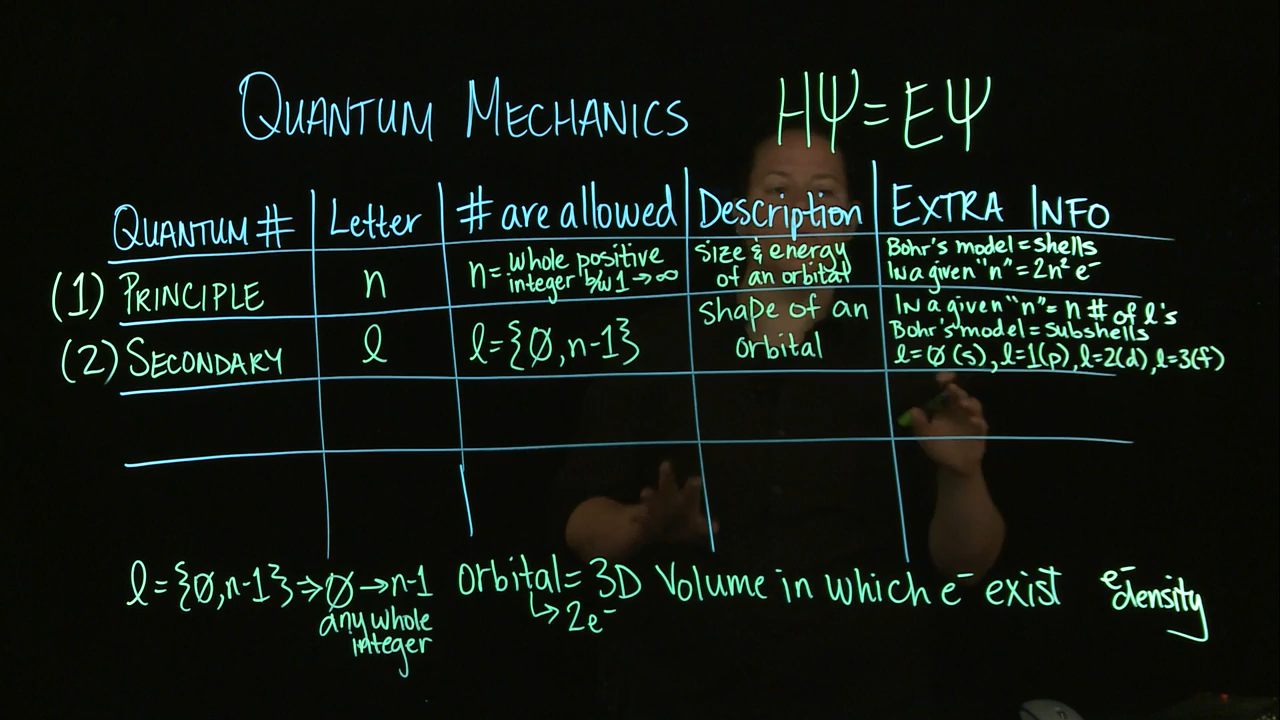 QUANTUM MECHANICS HΨ=EΨ
QUANTUM # Letter # are allowed Description EXTRA INFO
(1) PRINCIPLE n n= whole positive integer b/w 1→∞ size & energy of an orbital Bohr's model = shells
In a given "n" = 2n² e⁻
(2) SECONDARY l l={∅,n-1} shape of an orbital In a given "n" = n # of l's
Bohr's model = subshells
l=∅(s), l=1(p), l=2(d), l=3(f)
l={∅,n-1}⇒∅→n-1 orbital= 3D Volume in which e⁻ exist e⁻ density
any whole integer ↳ 2e⁻